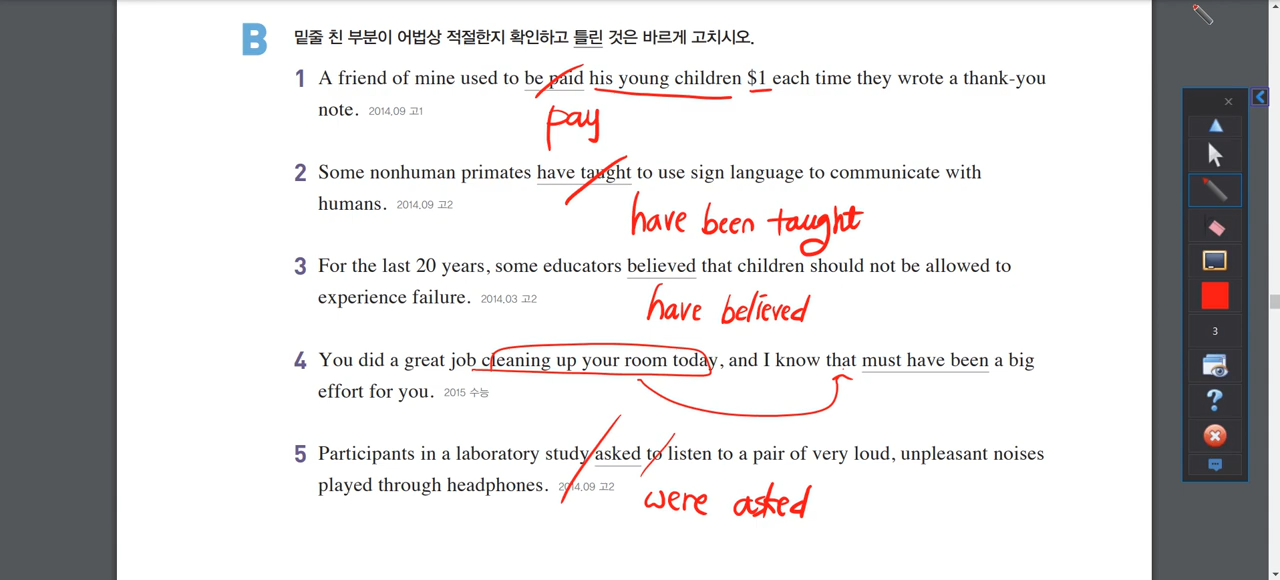 B 밑줄 친 부분이 어법상 적절한지 확인하고 틀린 것은 바르게 고치시오.
1 A friend of mine used to be paid his young children $1 each time they wrote a thank-you
note. 2014.09 고1
pay
2 Some nonhuman primates have taught to use sign language to communicate with
humans. 2014.09 고2
have been taught
3 For the last 20 years, some educators believed that children should not be allowed to
experience failure. 2014.03 고2
have believed
4 You did a great job cleaning up your room today, and I know that must have been a big
effort for you. 2015 수능
5 Participants in a laboratory study asked to listen to a pair of very loud, unpleasant noises
played through headphones. 2014.09 고2
were asked
3